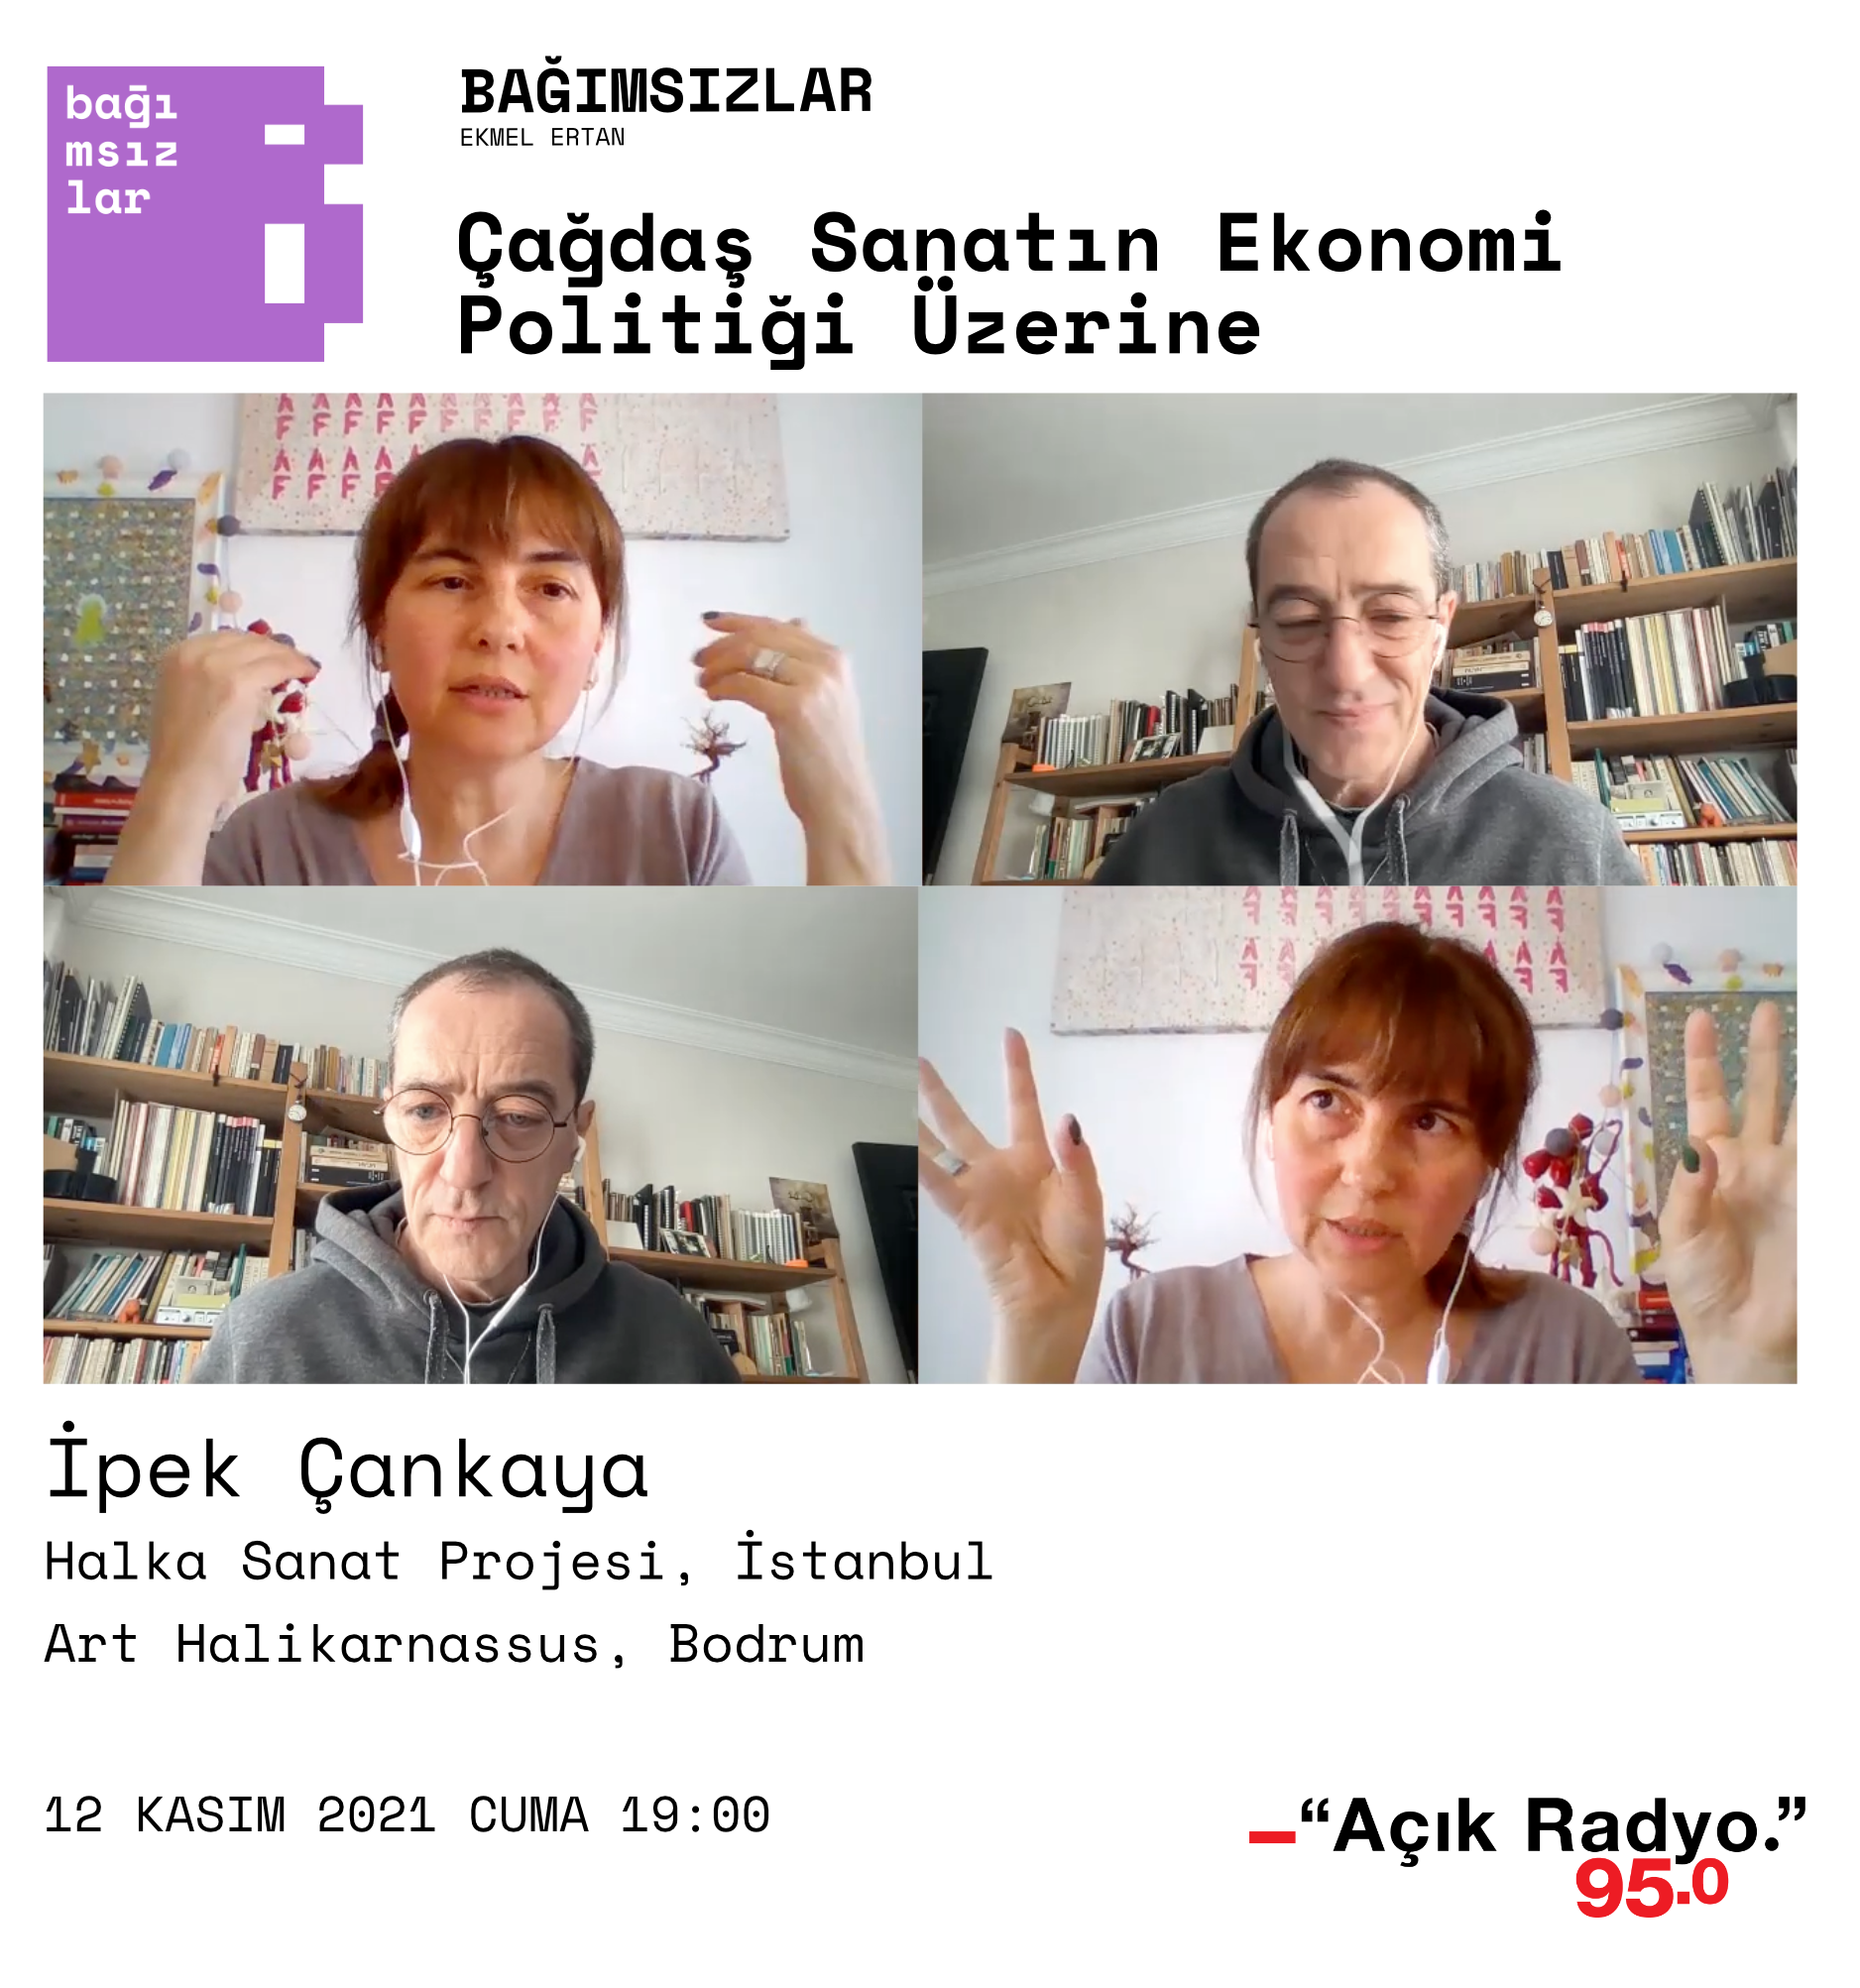 bağı
msız
lar
BAĞIMSIZLAR
EKMEL ERTAN
Çağdaş Sanatın Ekonomi
Politiği Üzerine
İpek Çankaya
Halka Sanat Projesi, İstanbul
Art Halikarnassus, Bodrum
12 KASIM 2021 CUMA 19:00
“Açık Radyo.”
95.0